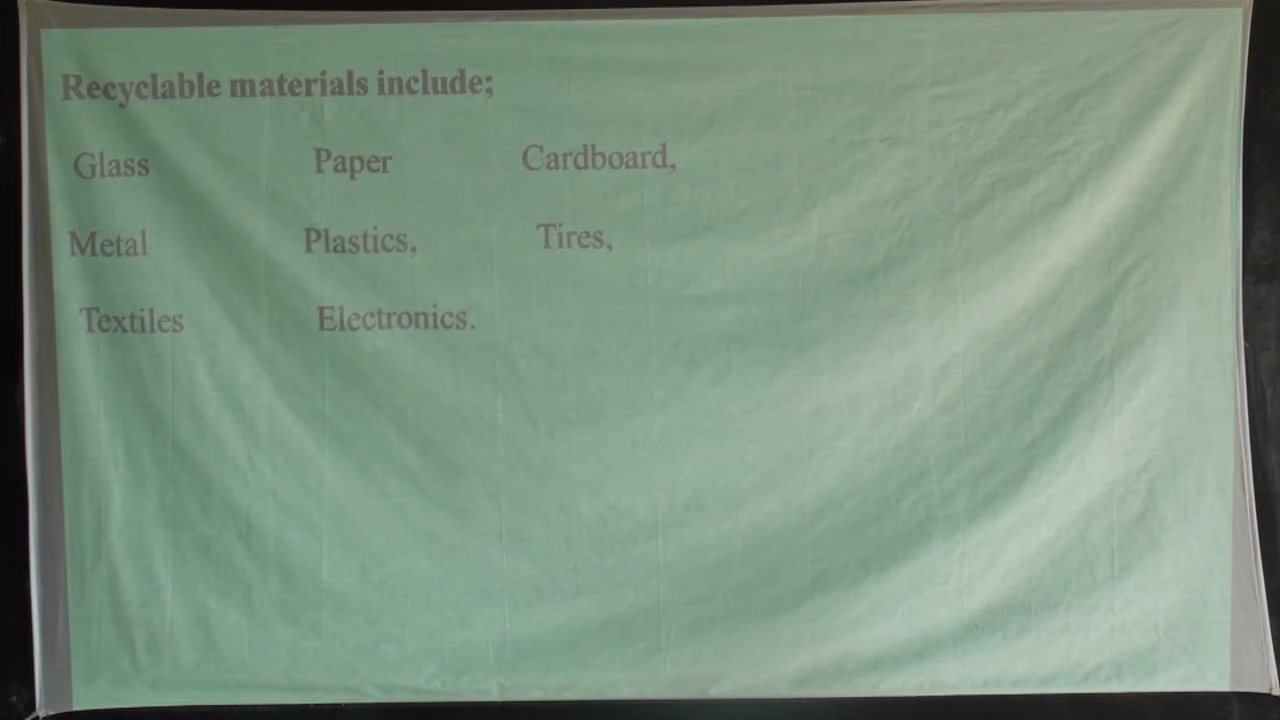 Recyclable materials include;
Glass Paper Cardboard,
Metal Plastics, Tires,
Textiles Electronics.